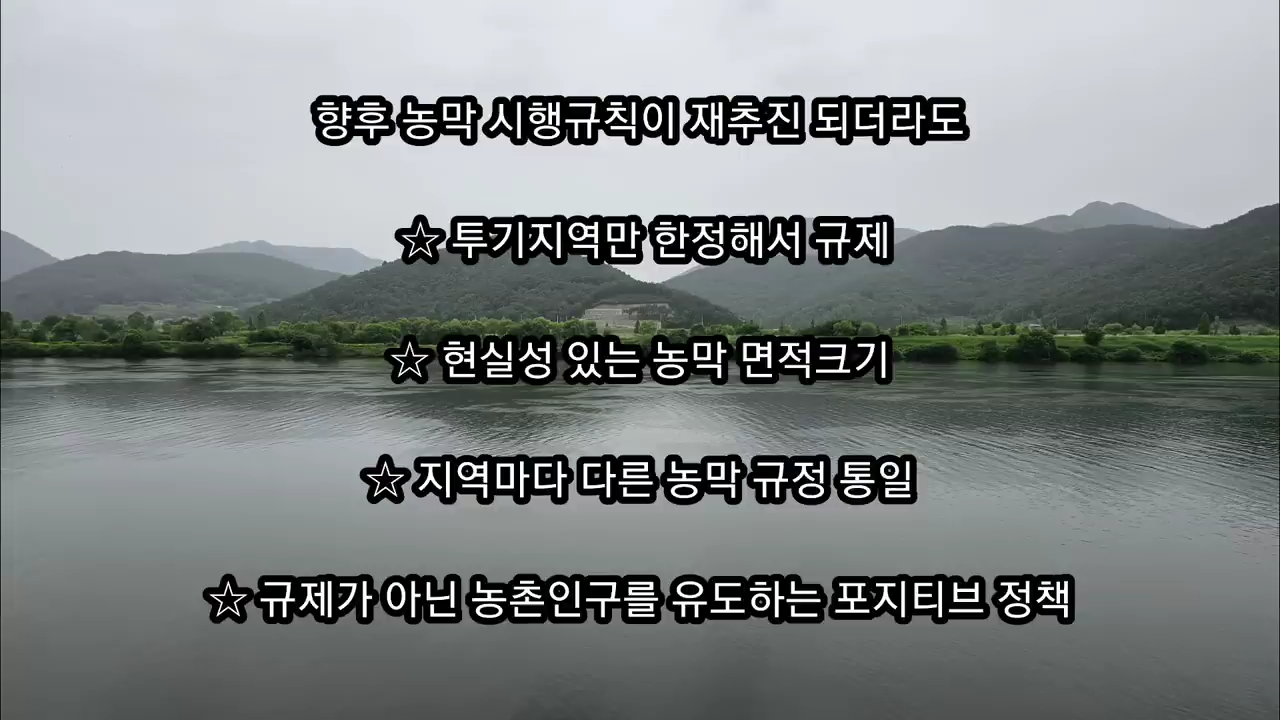 향후 농막 시행규칙이 재추진 되더라도
☆ 투기지역만 한정해서 규제
☆ 현실성 있는 농막 면적크기
☆ 지역마다 다른 농막 규정 통일
☆ 규제가 아닌 농촌인구를 유도하는 포지티브 정책